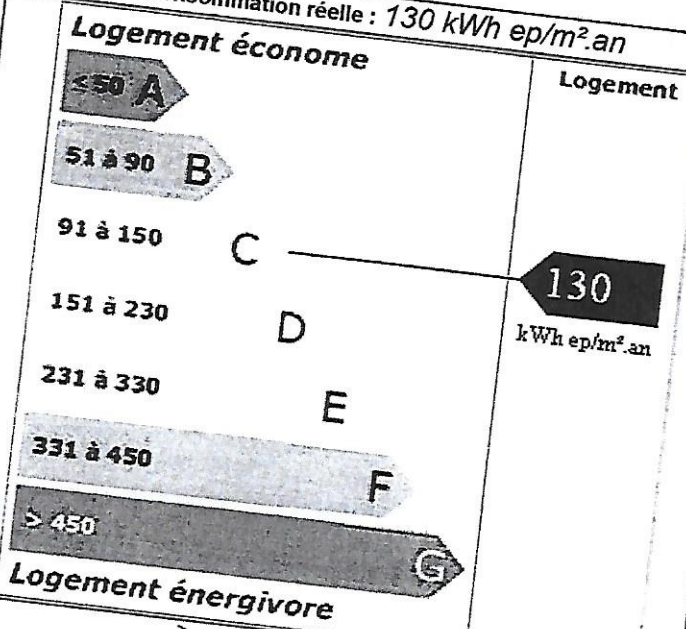 réelle : 130 kWh ep/m².an
Logement économe
Logement
≤50 A
51 à 90 B
91 à 150 C
130
kWh ep/m².an
151 à 230 D
231 à 330 E
331 à 450 F
> 450 G
Logement énergivore